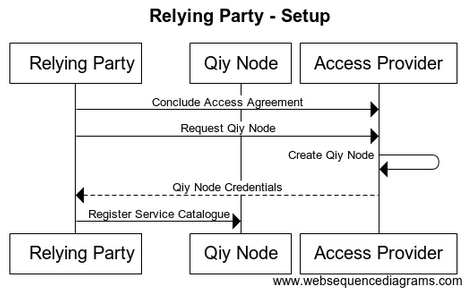 Relying Party - Setup
Relying Party
Qiy Node
Access Provider
Conclude Access Agreement
Request Qiy Node
Create Qiy Node
Qiy Node Credentials
Register Service Catalogue
Relying Party
Qiy Node
Access Provider
www.websequencediagrams.com